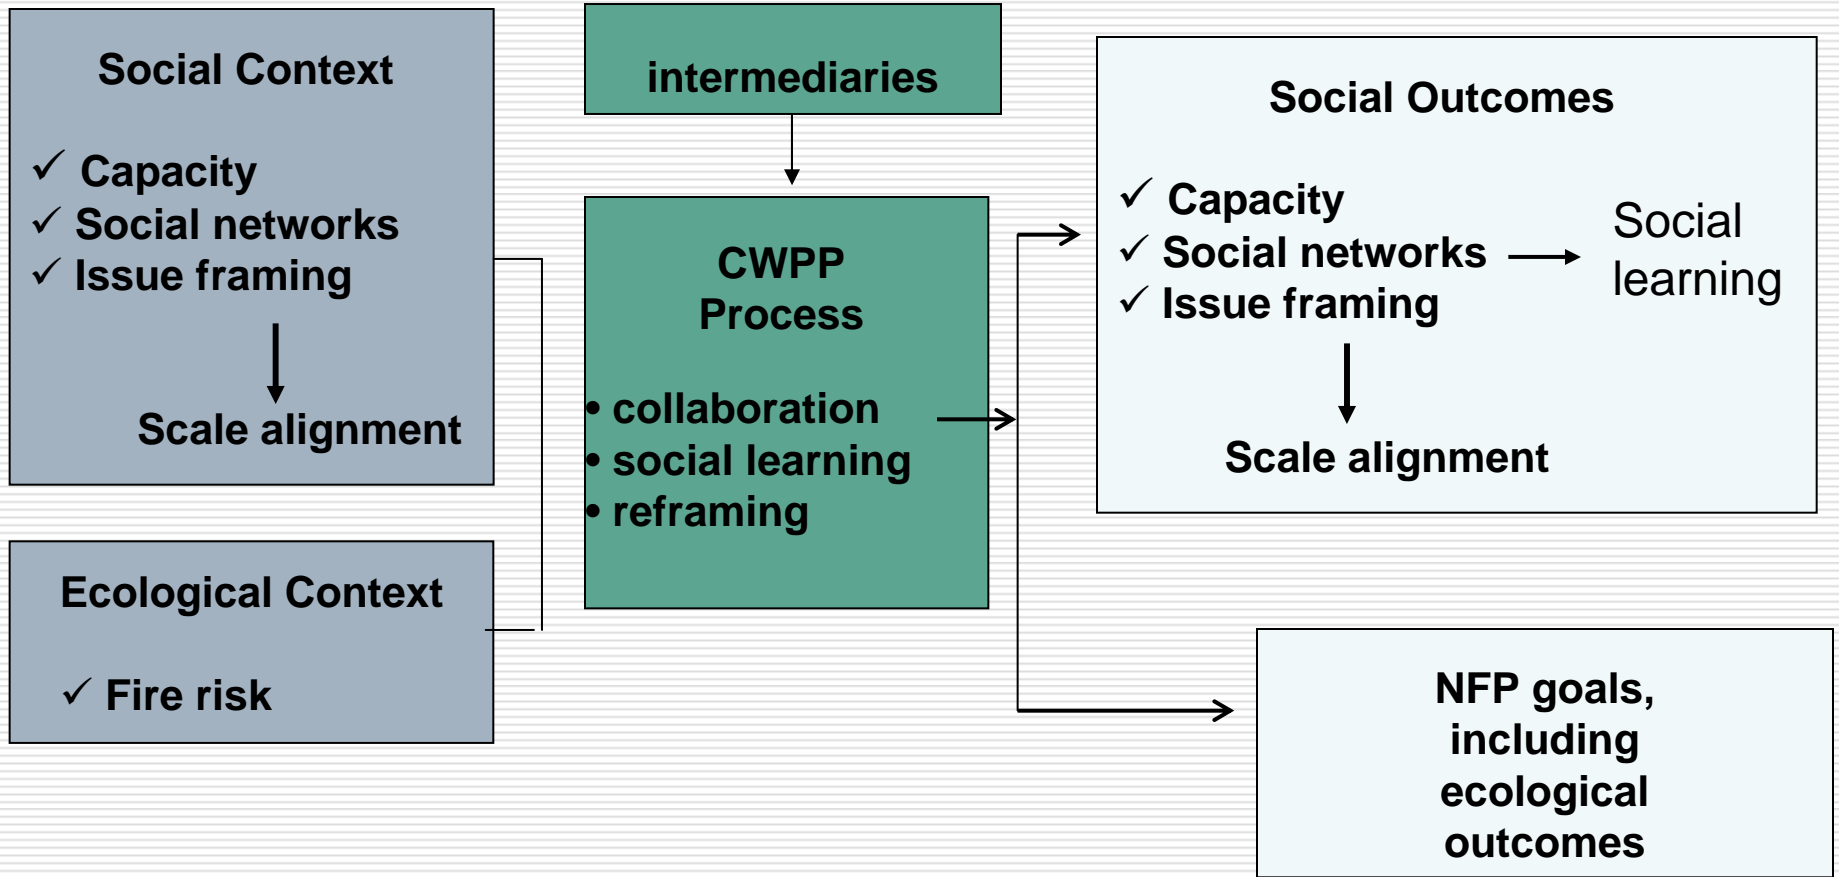 Social Context
✓ Capacity
✓ Social networks
✓ Issue framing
Scale alignment
Ecological Context
✓ Fire risk
intermediaries
CWPP
Process
• collaboration
• social learning
• reframing
Social Outcomes
✓ Capacity
✓ Social networks
✓ Issue framing
Social
learning
Scale alignment
NFP goals,
including
ecological
outcomes